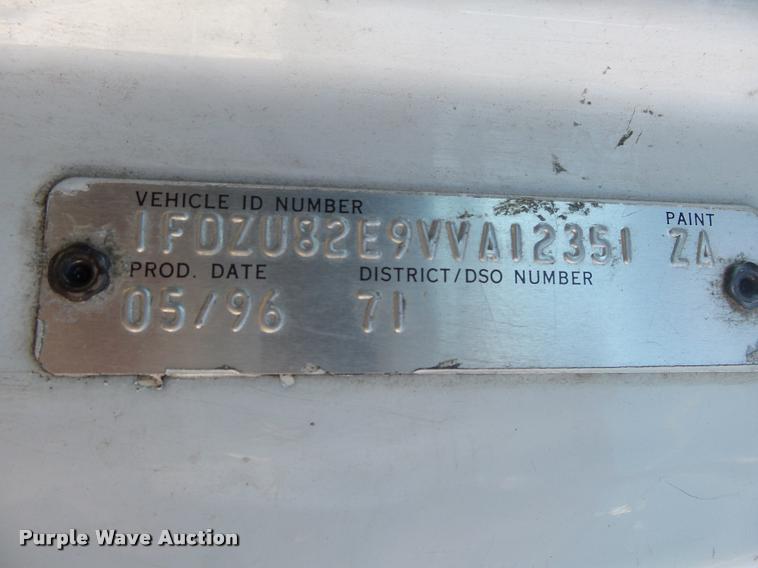 VEHICLE ID NUMBER PAINT
1FDZU82E9VVA12351 ZA
PROD. DATE DISTRICT/DSO NUMBER
05/96 71
Purple Wave Auction